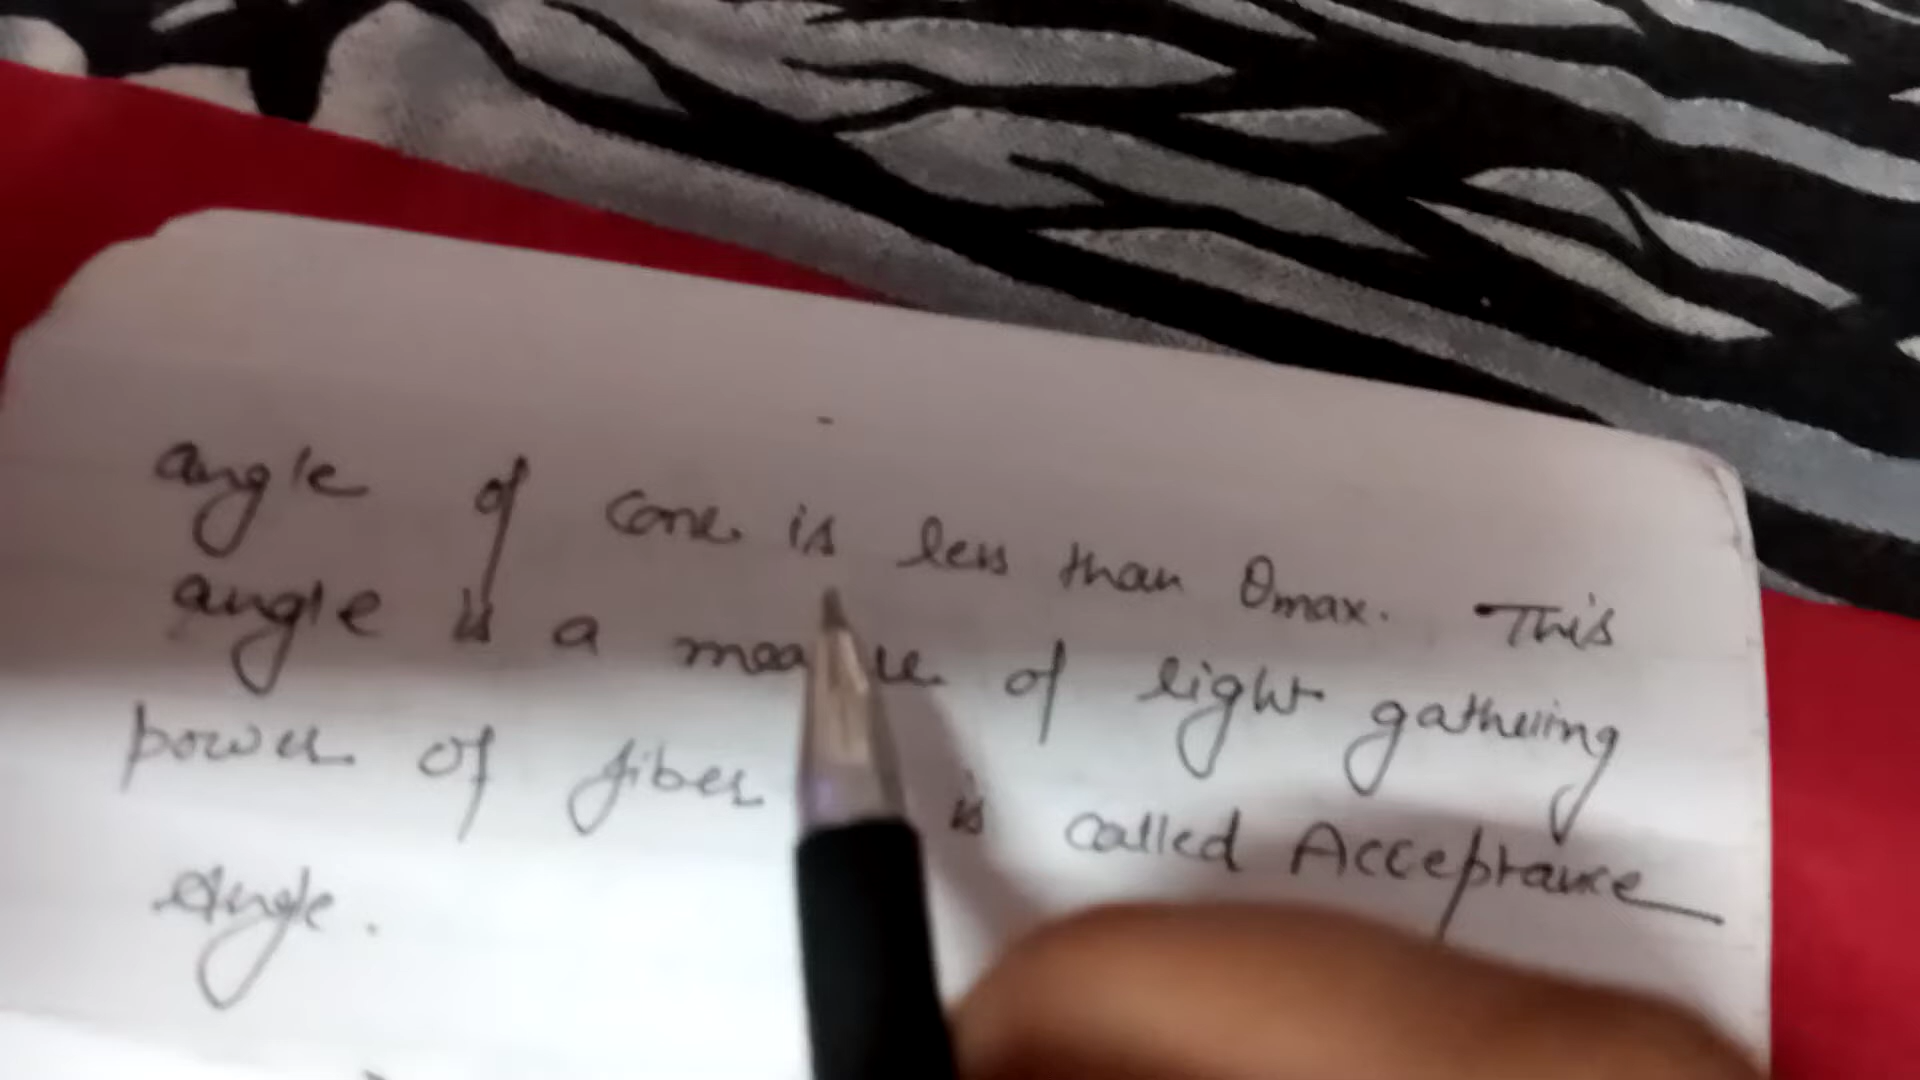 angle of cone is less than θmax. This
angle is a measure of light gathering
power of fiber is called Acceptance
Angle.